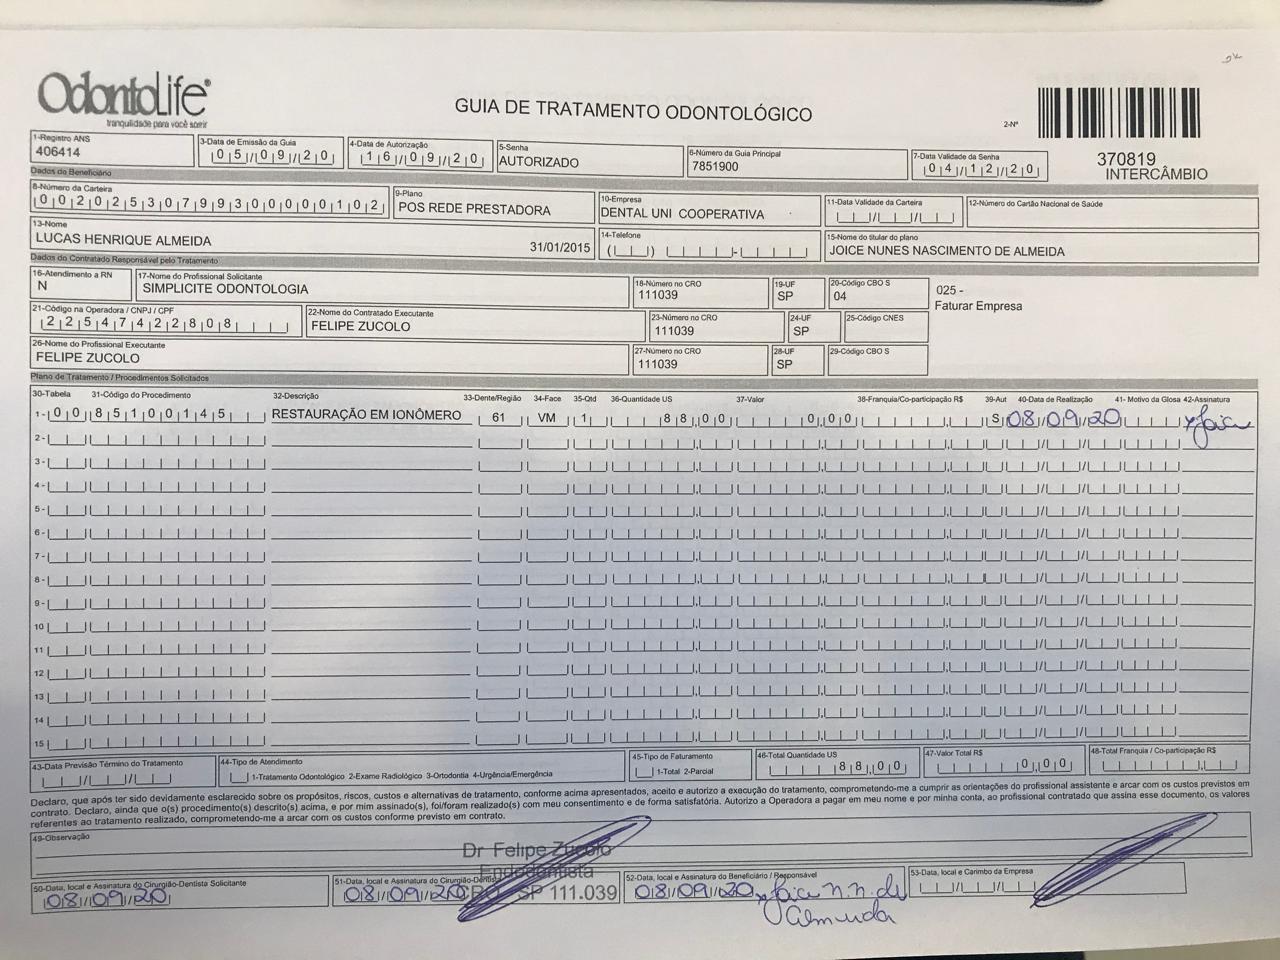 OdontoLife®
tranquilidade para você sorrir
GUIA DE TRATAMENTO ODONTOLÓGICO
2-Nº
370819
INTERCÂMBIO
1-Registro ANS
406414
3-Data de Emissão da Guia
05/09/20
4-Data de Autorização
16/09/20
5-Senha
AUTORIZADO
6-Número da Guia Principal
7851900
7-Data Validade da Senha
04/12/20
Dados do Beneficiário
8-Número da Carteira
00202530799300000102
9-Plano
POS REDE PRESTADORA
10-Empresa
DENTAL UNI COOPERATIVA
11-Data Validade da Carteira
12-Número do Cartão Nacional de Saúde
13-Nome
LUCAS HENRIQUE ALMEIDA 31/01/2015
14-Telefone
15-Nome do titular do plano
JOICE NUNES NASCIMENTO DE ALMEIDA
Dados do Contratado Responsável pelo Tratamento
16-Atendimento a RN
N
17-Nome do Profissional Solicitante
SIMPLICITE ODONTOLOGIA
18-Número no CRO
111039
19-UF
SP
20-Código CBO S
04
025 -
Faturar Empresa
21-Código na Operadora / CNPJ / CPF
22547422808
22-Nome do Contratado Executante
FELIPE ZUCOLO
23-Número no CRO
111039
24-UF
SP
25-Código CNES
26-Nome do Profissional Executante
FELIPE ZUCOLO
27-Número no CRO
111039
28-UF
SP
29-Código CBO S
Plano de Tratamento / Procedimentos Solicitados
30-Tabela 31-Código do Procedimento 32-Descrição 33-Dente/Região 34-Face 35-Qtd 36-Quantidade US 37-Valor 38-Franquia/Co-participação R$ 39-Aut 40-Data de Realização 41- Motivo da Glosa 42-Assinatura
1- 00 85100145 RESTAURAÇÃO EM IONÔMERO 61 VM 1 88,00 0,00 S 08/09/20
2-
3-
4-
5-
6-
7-
8-
9-
10
11
12
13
14
15
43-Data Previsão Término do Tratamento
44-Tipo de Atendimento
1-Tratamento Odontológico 2-Exame Radiológico 3-Ortodontia 4-Urgência/Emergência
45-Tipo de Faturamento
1-Total 2-Parcial
46-Total Quantidade US
88,00
47-Valor Total R$
0,00
48-Total Franquia / Co-participação R$
Declaro, que após ter sido devidamente esclarecido sobre os propósitos, riscos, custos e alternativas de tratamento, conforme acima apresentados, aceito e autorizo a execução do tratamento, comprometendo-me a cumprir as orientações do profissional assistente e arcar com os custos previstos em
contrato. Declaro, ainda que o(s) procedimento(s) descrito(s) acima, e por mim assinado(s), foi/foram realizado(s) com meu consentimento e de forma satisfatória. Autorizo a Operadora a pagar em meu nome e por minha conta, ao profissional contratado que assina esse documento, os valores
referentes ao tratamento realizado, comprometendo-me a arcar com os custos conforme previsto em contrato.
49-Observação
Dr Felipe Zucolo
Endodontista
CRO SP 111.039
50-Data, local e Assinatura do Cirurgião-Dentista Solicitante
08/09/20
51-Data, local e Assinatura do Cirurgião-Dentista
08/09/20
52-Data, local e Assinatura do Beneficiário / Responsável
08/09/20 Joice n.n. de
Almeida
53-Data, local e Carimbo da Empresa